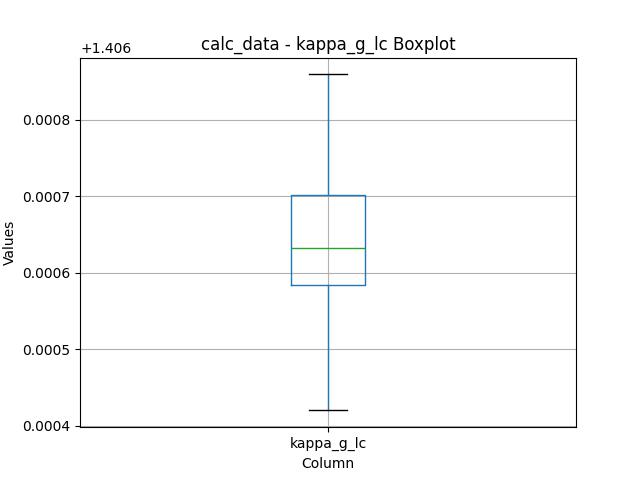 calc_data - kappa_g_lc Boxplot
+1.406
0.0008
0.0007
0.0006
0.0005
0.0004
Values
kappa_g_lc
Column